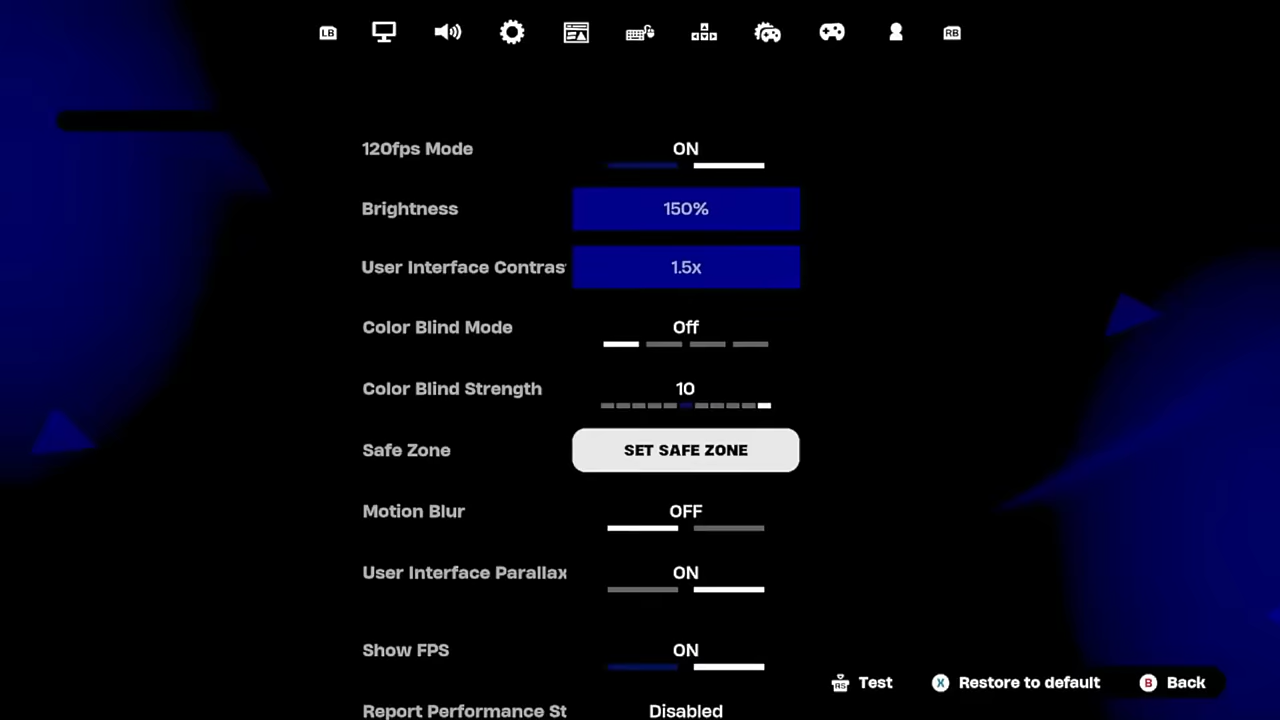 LB
RB
120fps Mode ON
Brightness 150%
User Interface Contras 1.5x
Color Blind Mode Off
Color Blind Strength 10
Safe Zone SET SAFE ZONE
Motion Blur OFF
User Interface Parallax ON
Show FPS ON
RS Test X Restore to default B Back
Report Performance St Disabled